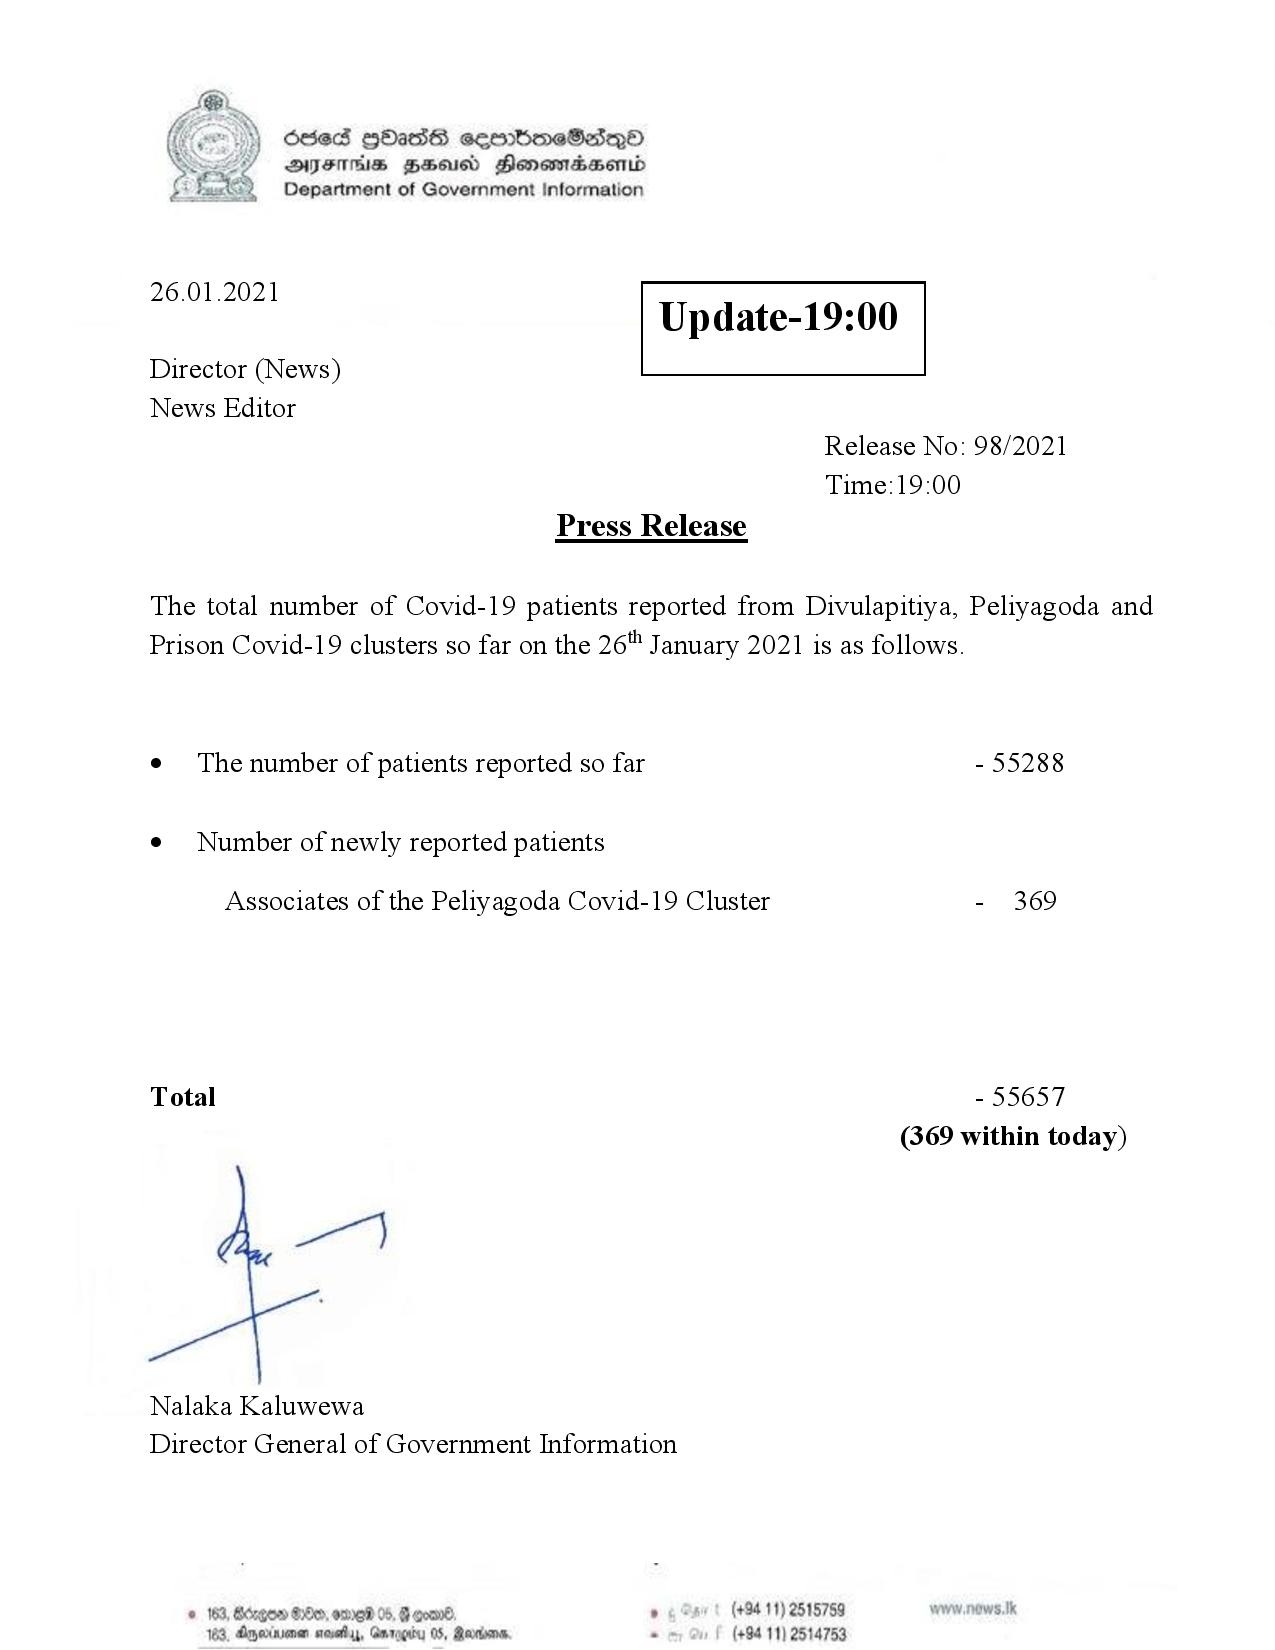 රජයේ ප්‍රවෘත්ති දෙපාර්තමේන්තුව
அரசாங்க தகவல் திணைக்களம்
Department of Government Information
26.01.2021
Update-19:00
Director (News)
News Editor
Release No: 98/2021
Time:19:00
Press Release
The total number of Covid-19 patients reported from Divulapitiya, Peliyagoda and
Prison Covid-19 clusters so far on the 26th January 2021 is as follows.
• The number of patients reported so far - 55288
• Number of newly reported patients
Associates of the Peliyagoda Covid-19 Cluster - 369
Total - 55657
(369 within today)
Nalaka Kaluwewa
Director General of Government Information
163, කිරුලපන මාවත, කොළඹ 05, ශ්‍රී ලංකාව.
163, கிருலப்பனை எவனியூ, கொழும்பு 05, இலங்கை.
(+94 11) 2515759
(+94 11) 2514753
www.news.lk